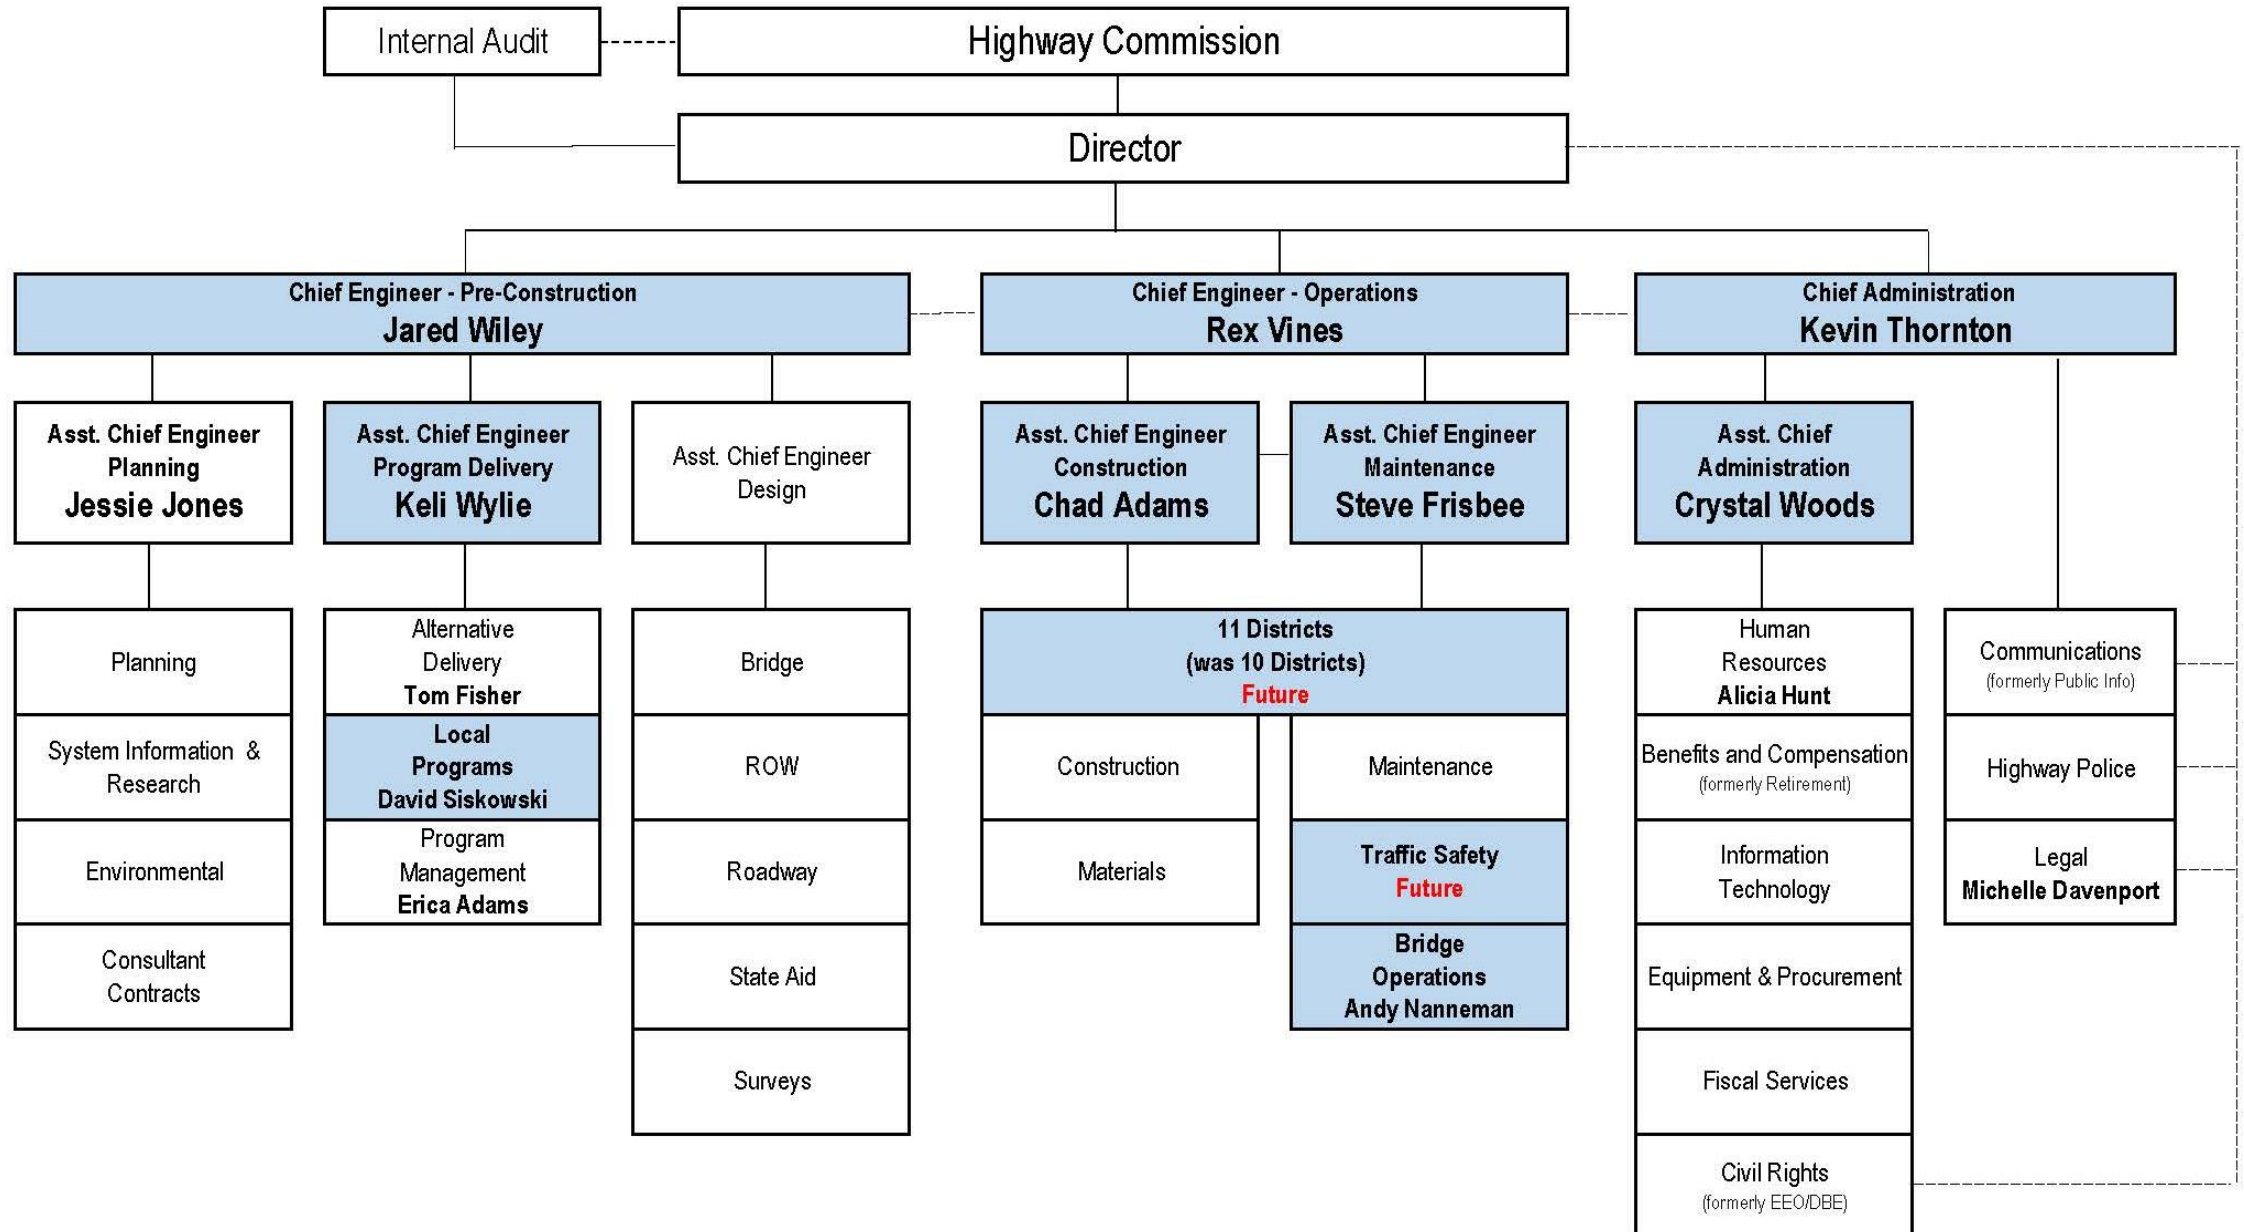 Internal Audit
Highway Commission
Director
Chief Engineer - Pre-Construction
Jared Wiley
Chief Engineer - Operations
Rex Vines
Chief Administration
Kevin Thornton
Asst. Chief Engineer
Planning
Jessie Jones
Asst. Chief Engineer
Program Delivery
Keli Wylie
Asst. Chief Engineer
Design
Asst. Chief Engineer
Construction
Chad Adams
Asst. Chief Engineer
Maintenance
Steve Frisbee
Asst. Chief
Administration
Crystal Woods
Planning
System Information &
Research
Environmental
Consultant
Contracts
Alternative
Delivery
Tom Fisher
Local
Programs
David Siskowski
Program
Management
Erica Adams
Bridge
ROW
Roadway
State Aid
Surveys
11 Districts
(was 10 Districts)
Future
Construction
Materials
Maintenance
Traffic Safety
Future
Bridge
Operations
Andy Nanneman
Human
Resources
Alicia Hunt
Benefits and Compensation
(formerly Retirement)
Information
Technology
Equipment & Procurement
Fiscal Services
Civil Rights
(formerly EEO/DBE)
Communications
(formerly Public Info)
Highway Police
Legal
Michelle Davenport